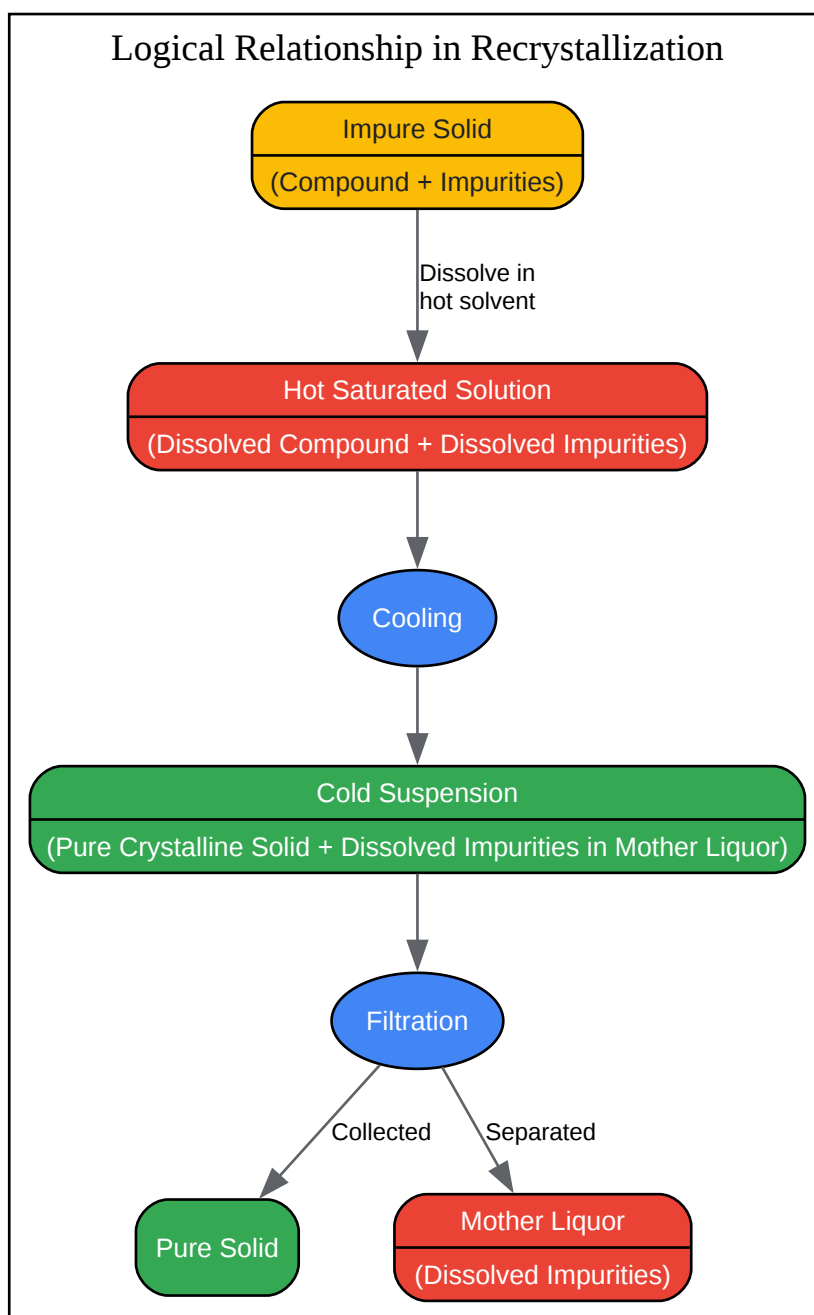 Logical Relationship in Recrystallization
Impure Solid
(Compound + Impurities)
Dissolve in
hot solvent
Hot Saturated Solution
(Dissolved Compound + Dissolved Impurities)
Cooling
Cold Suspension
(Pure Crystalline Solid + Dissolved Impurities in Mother Liquor)
Filtration
Collected
Separated
Pure Solid
Mother Liquor
(Dissolved Impurities)